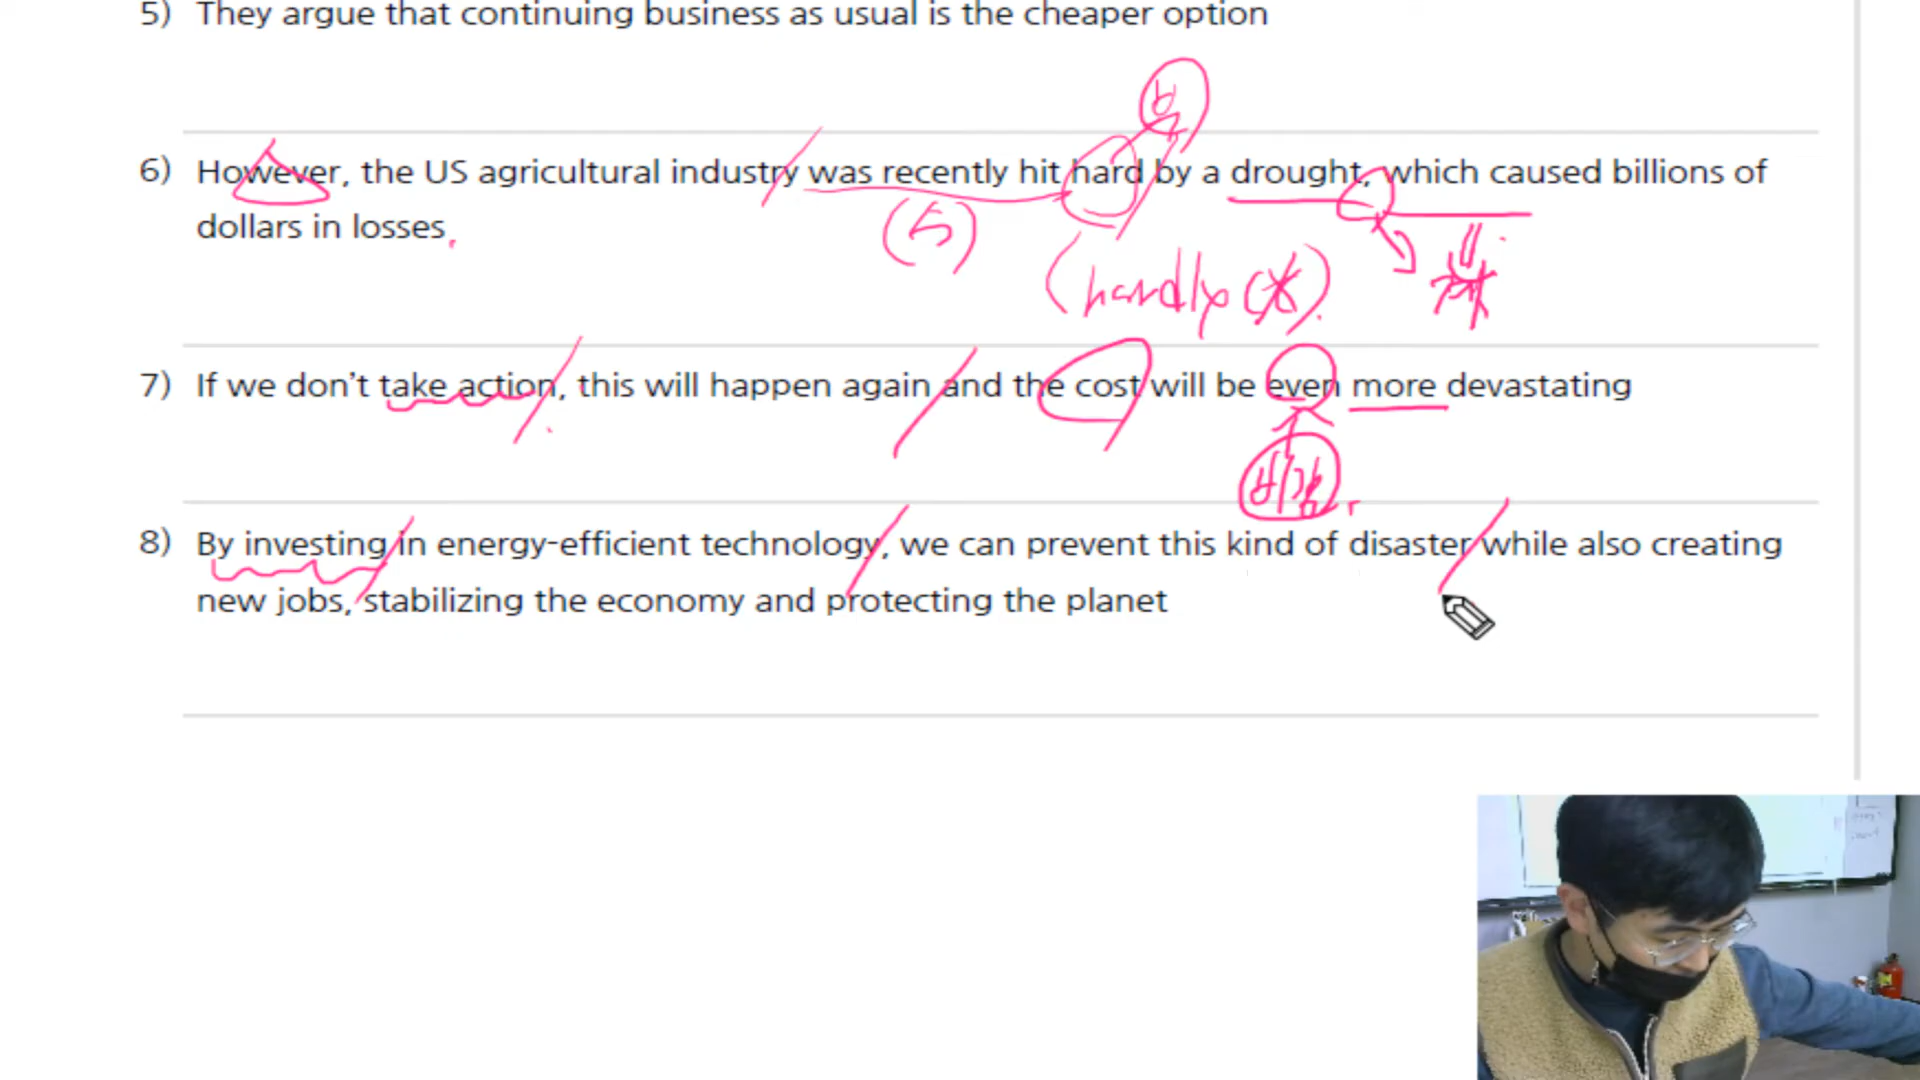 5) They argue that continuing business as usual is the cheaper option
6) However, the US agricultural industry was recently hit hard by a drought, which caused billions of
dollars in losses.
(hardly(X).
7) If we don't take action, this will happen again and the cost will be even more devastating
8) By investing in energy-efficient technology, we can prevent this kind of disaster while also creating
new jobs, stabilizing the economy and protecting the planet